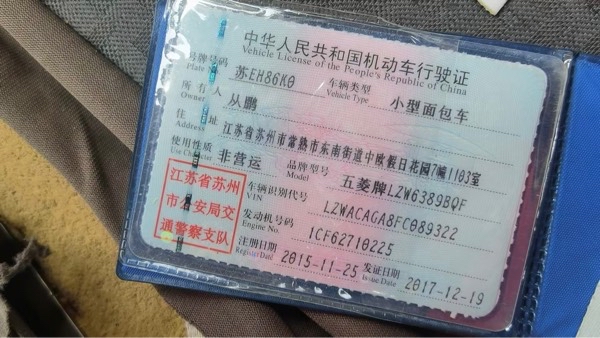 中华人民共和国机动车行驶证
Vehicle License of the People's Republic of China
号牌号码 Plate No. 苏EH86K0 车辆类型 Vehicle Type 小型面包车
所有人 Owner 从鹏
住址 Address 江苏省苏州市常熟市东南街道中欧假日花园7幢1103室
使用性质 Use Character 非营运 品牌型号 Model 五菱牌LZW6389BQF
车辆识别代号 VIN LZWACAGA8FC089322
发动机号码 Engine No. 1CF62710225
注册日期 Register Date 2015-11-25 发证日期 Issue Date 2017-12-19
江苏省苏州
市公安局交
通警察支队